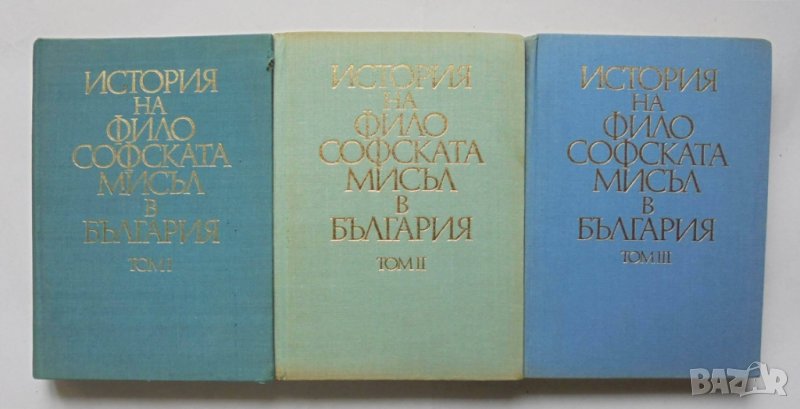 ИСТОРИЯ
НА
ФИЛО
СОФСКАТА
МИСЪЛ
В
БЪЛГАРИЯ
ТОМ I
ИСТОРИЯ
НА
ФИЛО
СОФСКАТА
МИСЪЛ
В
БЪЛГАРИЯ
ТОМ II
ИСТОРИЯ
НА
ФИЛО
СОФСКАТА
МИСЪЛ
В
БЪЛГАРИЯ
ТОМ III
BAZAR